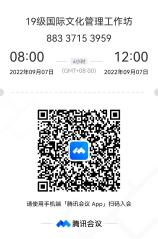 19级国际文化管理工作坊
883 3715 3959
08:00 4小时 12:00
2022年09月07日 (GMT+08:00) 2022年09月07日
请使用手机端「腾讯会议 App」扫码入会
腾讯会议